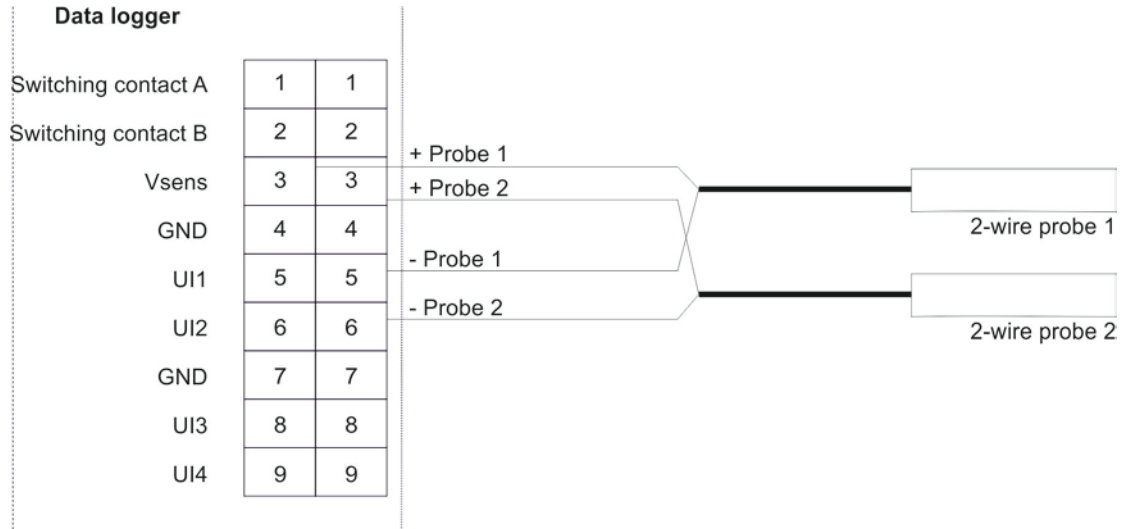 Data logger
Switching contact A 1 1
Switching contact B 2 2
+ Probe 1
Vsens 3 3
+ Probe 2
GND 4 4
2-wire probe 1
- Probe 1
UI1 5 5
- Probe 2
UI2 6 6
2-wire probe 2
GND 7 7
UI3 8 8
UI4 9 9